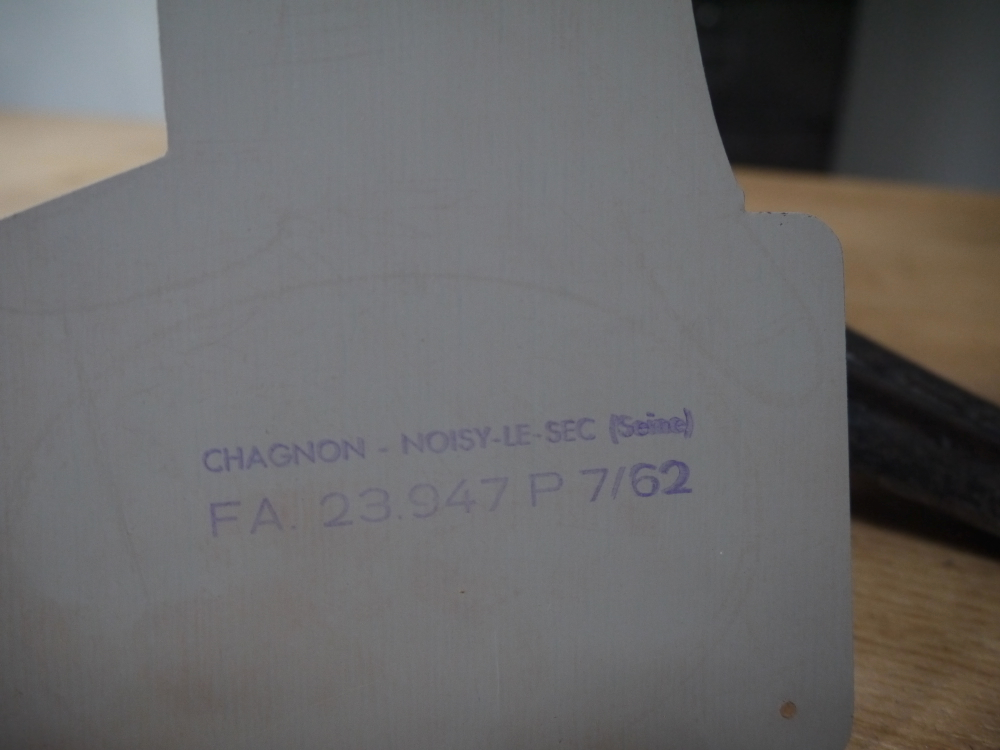 CHAGNON - NOISY-LE-SEC (Seine)
FA. 23.947 P 7/62